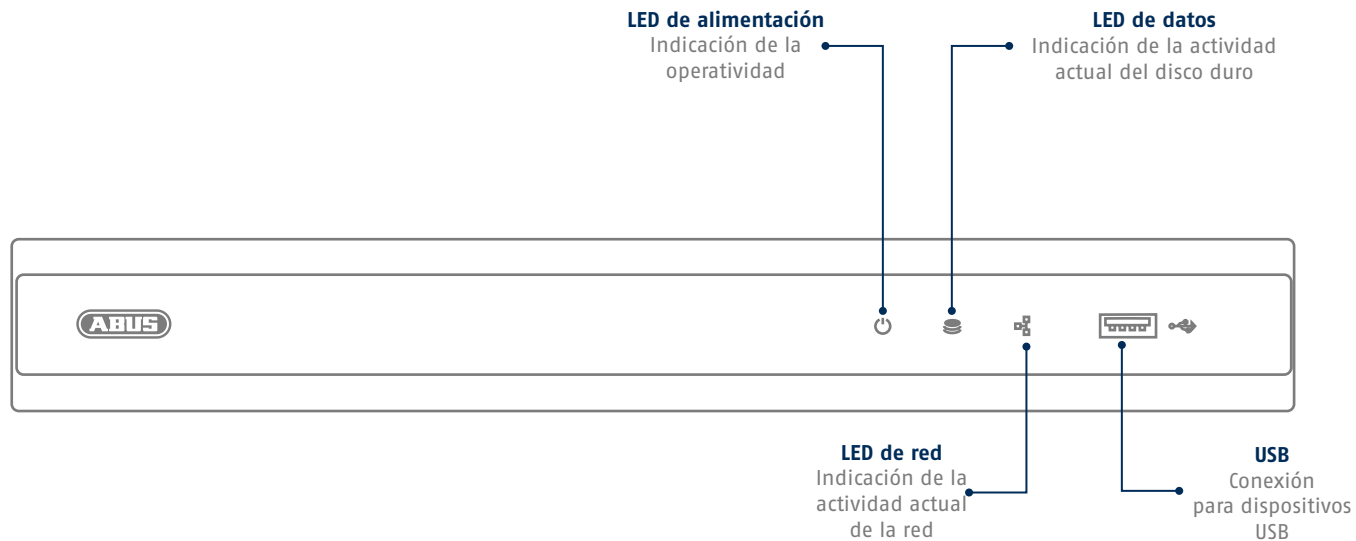 LED de alimentación
Indicación de la
operatividad
LED de datos
Indicación de la actividad
actual del disco duro
ABUS
LED de red
Indicación de la
actividad actual
de la red
USB
Conexión
para dispositivos
USB